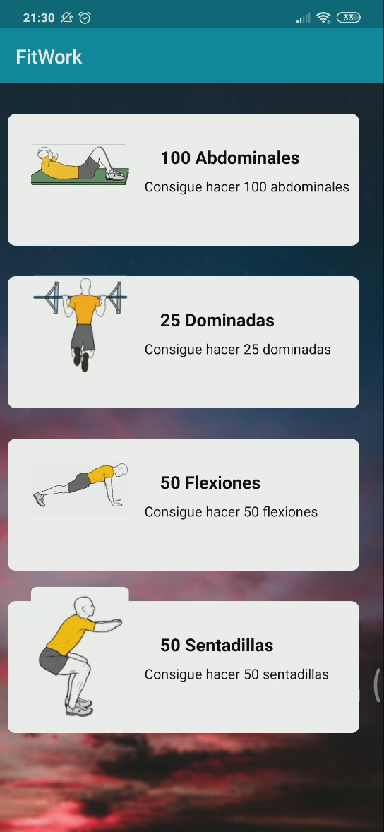 21:30 33
FitWork
100 Abdominales
Consigue hacer 100 abdominales
25 Dominadas
Consigue hacer 25 dominadas
50 Flexiones
Consigue hacer 50 flexiones
50 Sentadillas
Consigue hacer 50 sentadillas